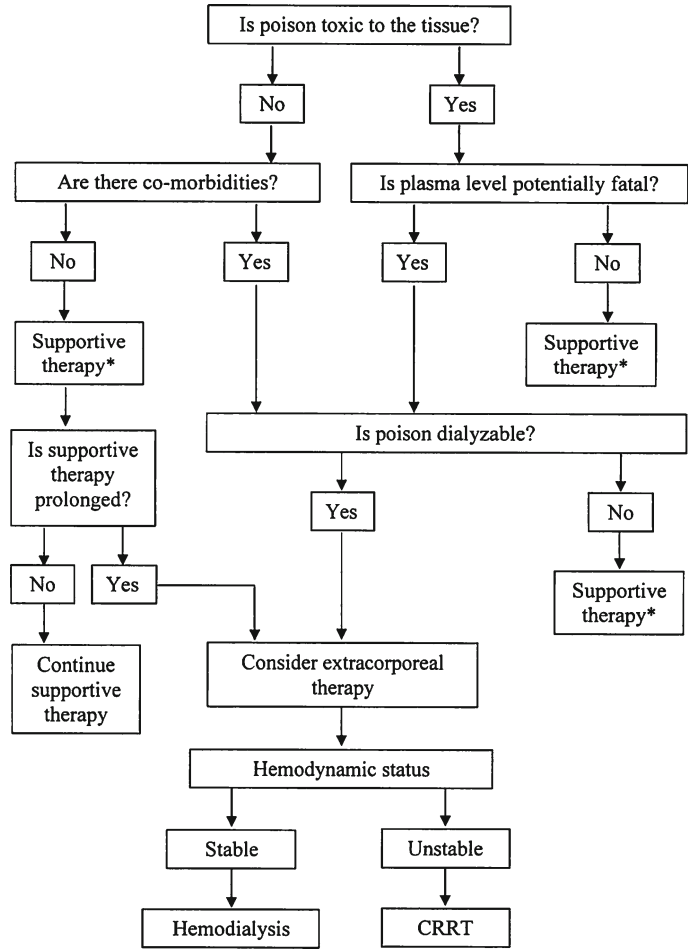 Is poison toxic to the tissue?
No
Yes
Are there co-morbidities?
Is plasma level potentially fatal?
No
Yes
Yes
No
Supportive
therapy*
Supportive
therapy*
Is poison dialyzable?
Is supportive
therapy
prolonged?
Yes
No
No
Yes
Supportive
therapy*
Continue
supportive
therapy
Consider extracorporeal
therapy
Hemodynamic status
Stable
Unstable
Hemodialysis
CRRT